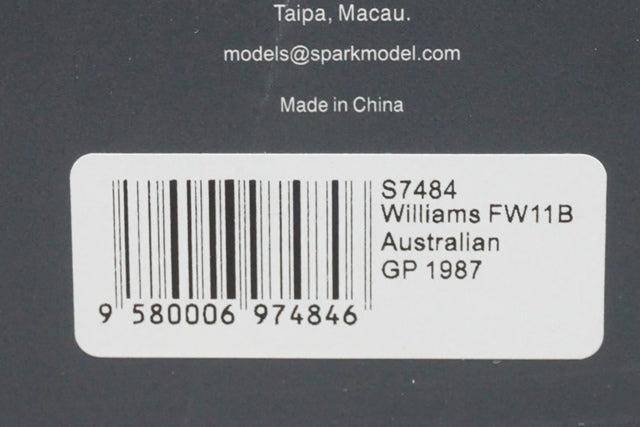 Taipa, Macau.
models@sparkmodel.com
Made in China
S7484
Williams FW11B
Australian
GP 1987
9 580006 974846